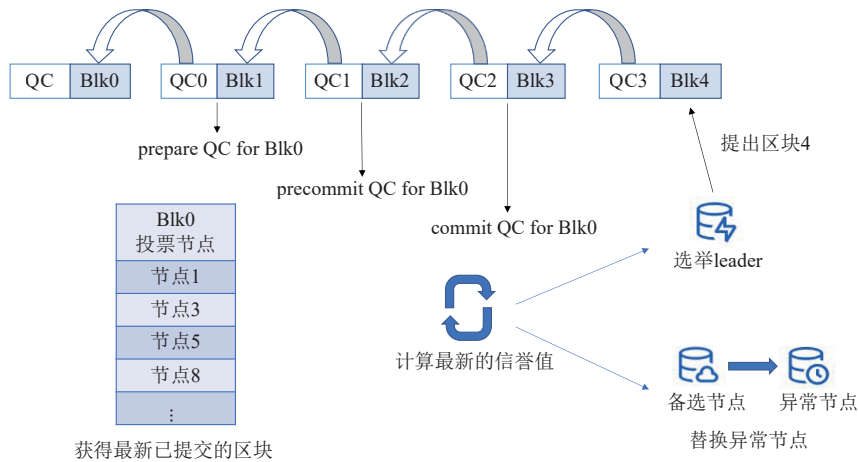 QC Blk0 QC0 Blk1 QC1 Blk2 QC2 Blk3 QC3 Blk4
prepare QC for Blk0
提出区块4
precommit QC for Blk0
commit QC for Blk0
Blk0
投票节点
节点1
节点3
节点5
节点8
⋮
获得最新已提交的区块
计算最新的信誉值
选举leader
备选节点
异常节点
替换异常节点